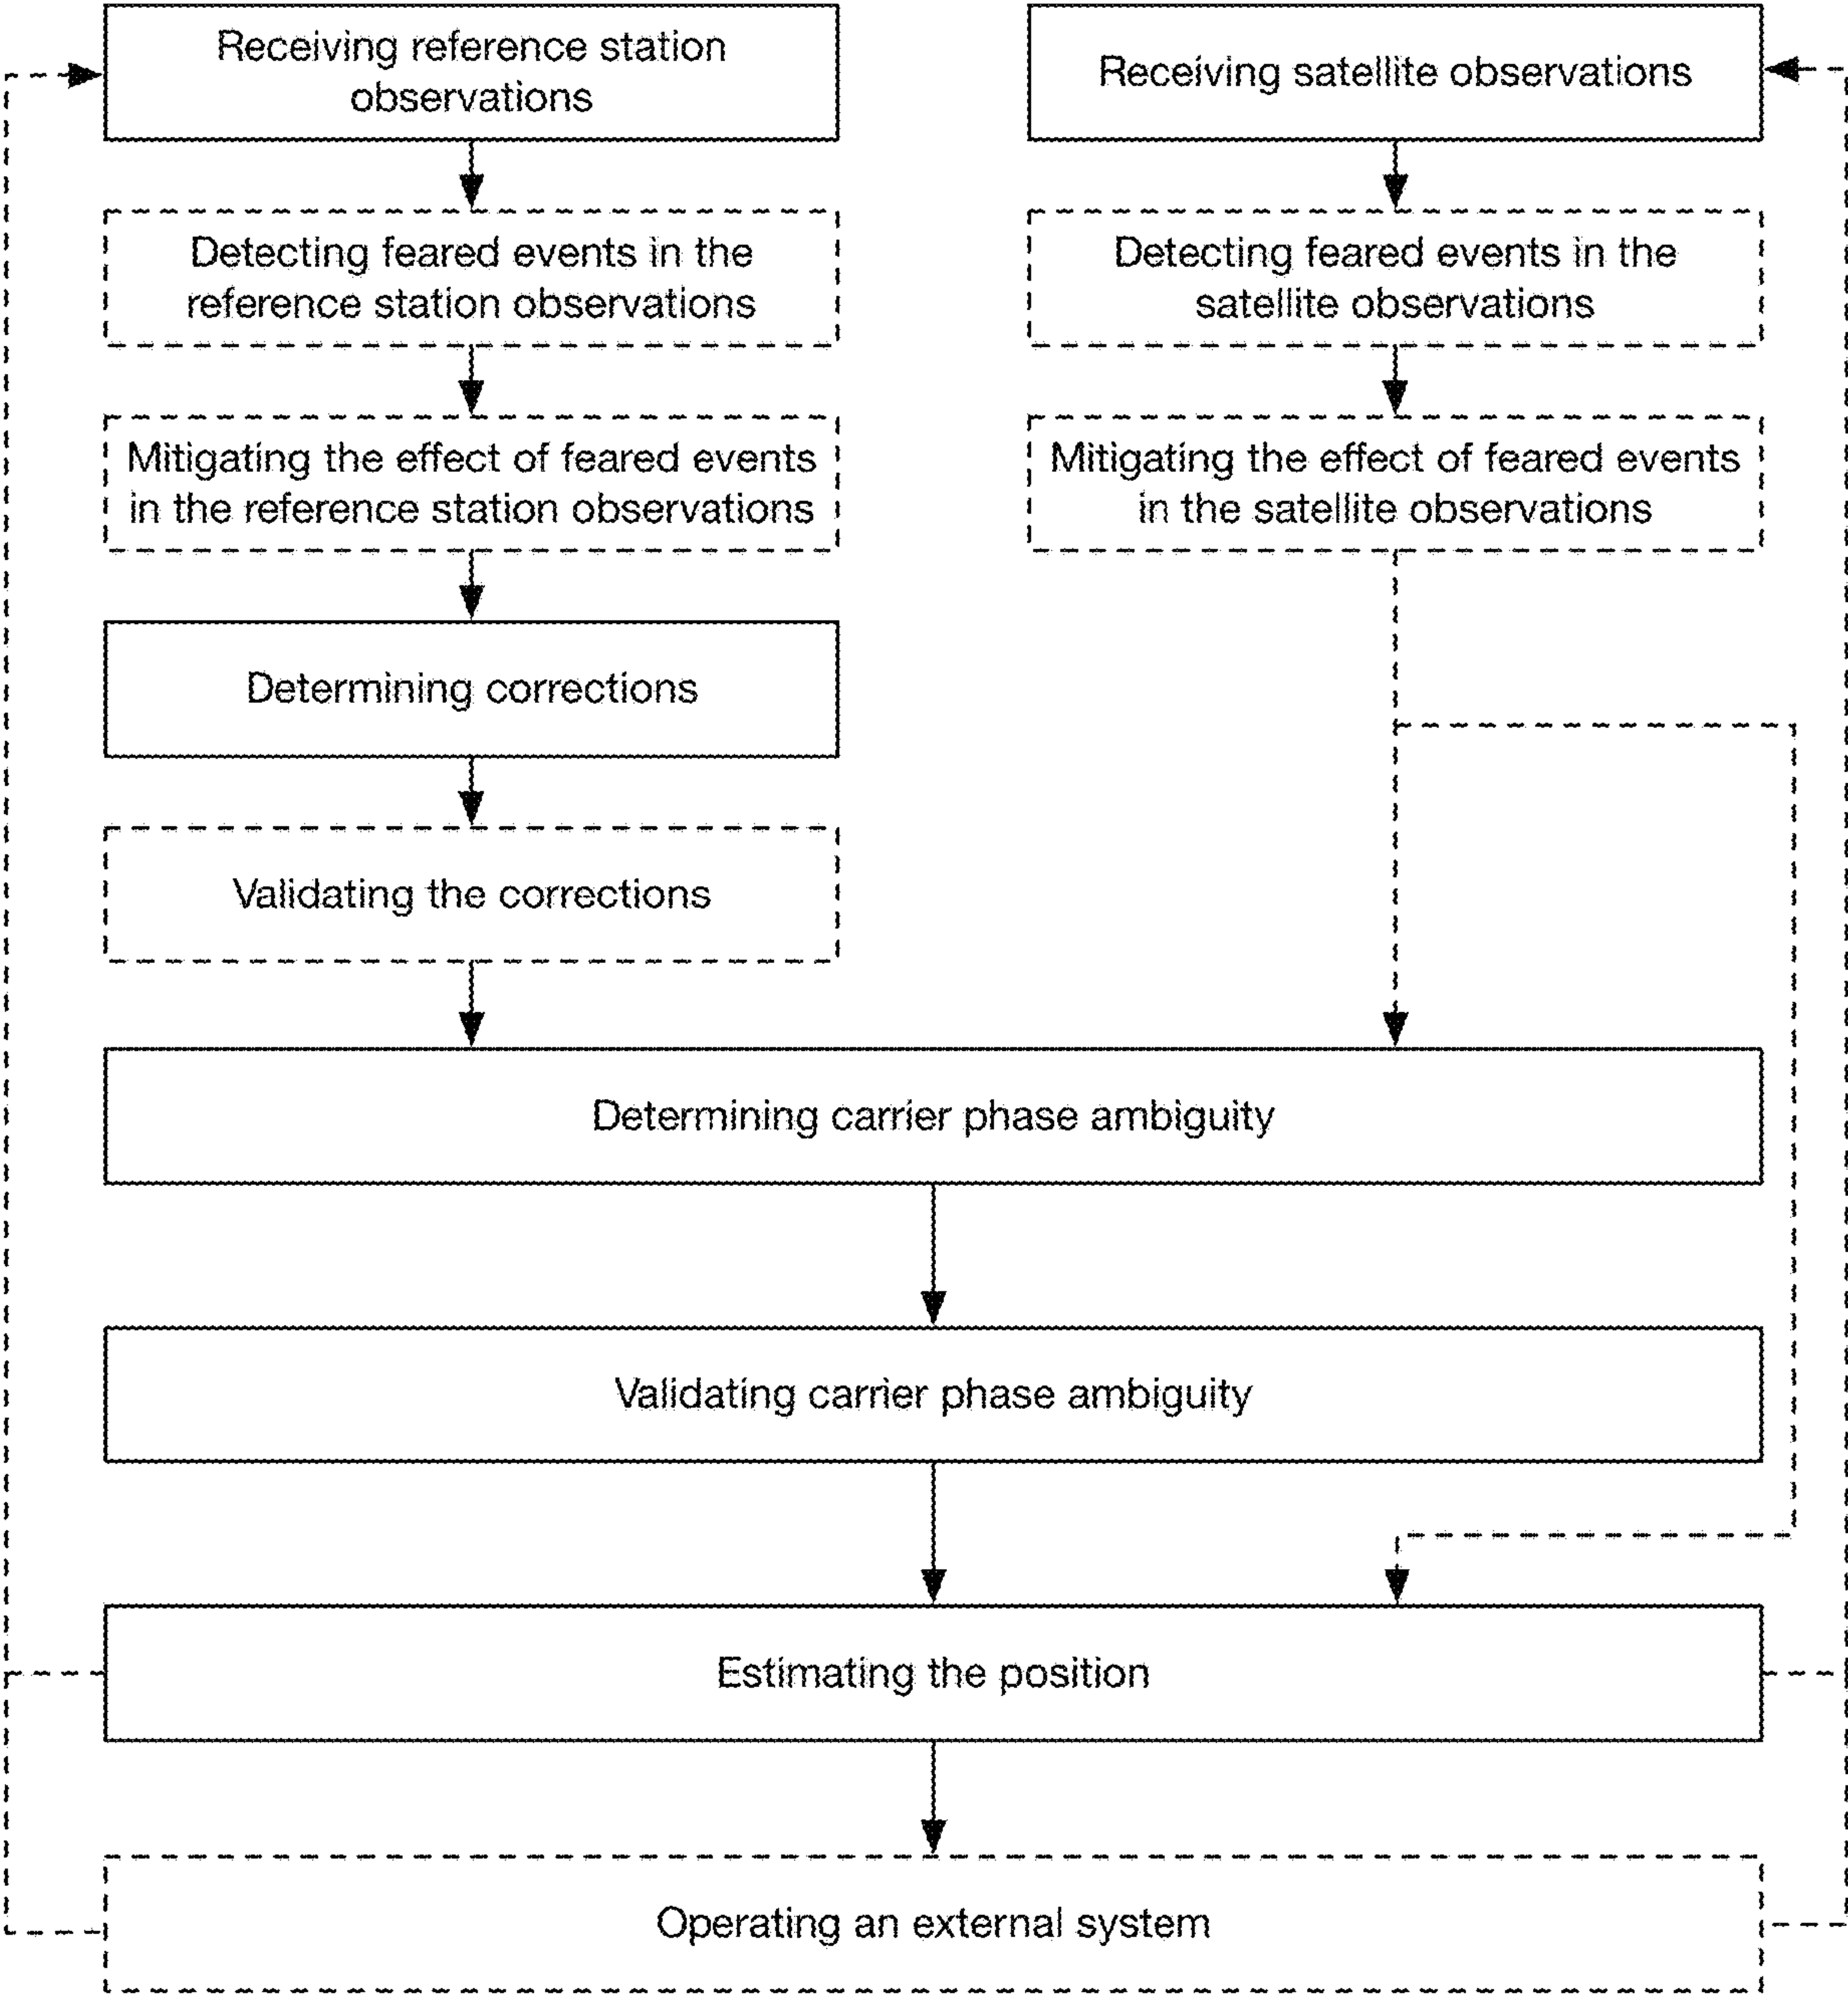 Receiving reference station
observations
Receiving satellite observations
Detecting feared events in the
reference station observations
Detecting feared events in the
satellite observations
Mitigating the effect of feared events
in the reference station observations
Mitigating the effect of feared events
in the satellite observations
Determining corrections
Validating the corrections
Determining carrier phase ambiguity
Validating carrier phase ambiguity
Estimating the position
Operating an external system